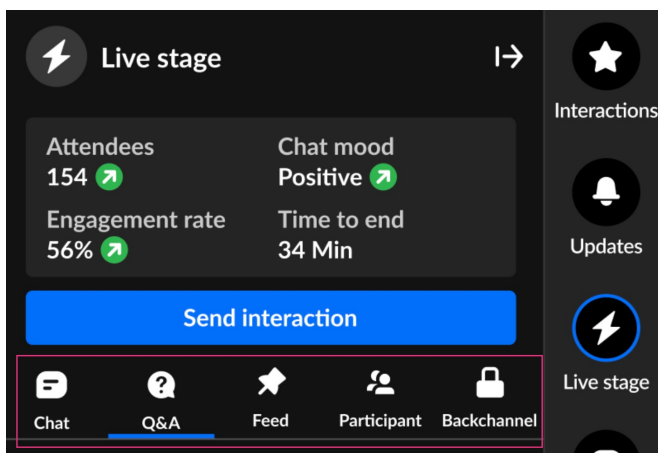 Live stage
Attendees
154
Chat mood
Positive
Engagement rate
56%
Time to end
34 Min
Send interaction
Chat
Q&A
Feed
Participant
Backchannel
Interactions
Updates
Live stage